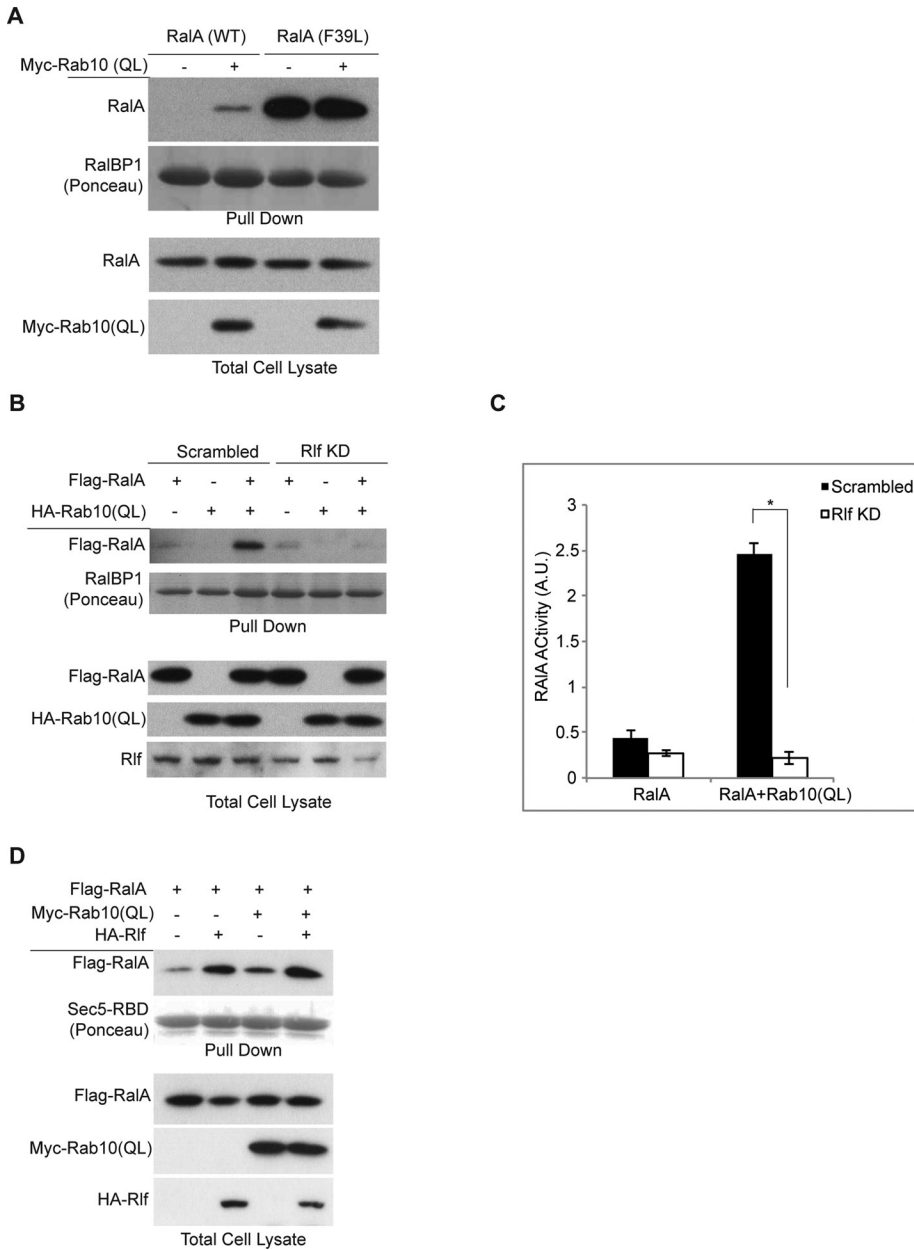 A
RalA (WT) RalA (F39L)
Myc-Rab10 (QL) - + - +
RalA
RalBP1
(Ponceau)
Pull Down
RalA
Myc-Rab10(QL)
Total Cell Lysate
B
Scrambled Rlf KD
Flag-RalA + - + + - +
HA-Rab10(QL) - + + - + +
Flag-RalA
RalBP1
(Ponceau)
Pull Down
Flag-RalA
HA-Rab10(QL)
Rlf
Total Cell Lysate
C
Scrambled
Rlf KD
*
RAlA ACtivity (A.U.)
3
2.5
2
1.5
1
0.5
0
RalA RalA+Rab10(QL)
D
Flag-RalA + + + +
Myc-Rab10(QL) - - + +
HA-Rlf - + - +
Flag-RalA
Sec5-RBD
(Ponceau)
Pull Down
Flag-RalA
Myc-Rab10(QL)
HA-Rlf
Total Cell Lysate